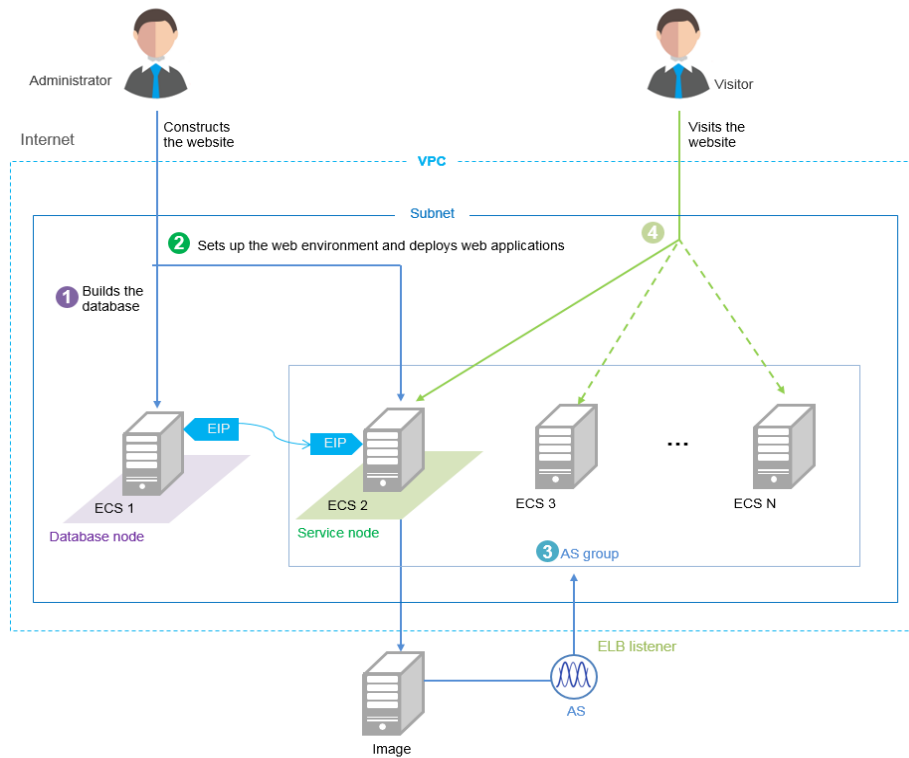 Administrator
Visitor
Constructs
the website
Visits the
website
Internet
VPC
Subnet
2
Sets up the web environment and deploys web applications
4
1
Builds the
database
EIP
EIP
ECS 1
ECS 2
ECS 3
...
ECS N
Database node
Service node
3
AS group
ELB listener
AS
Image